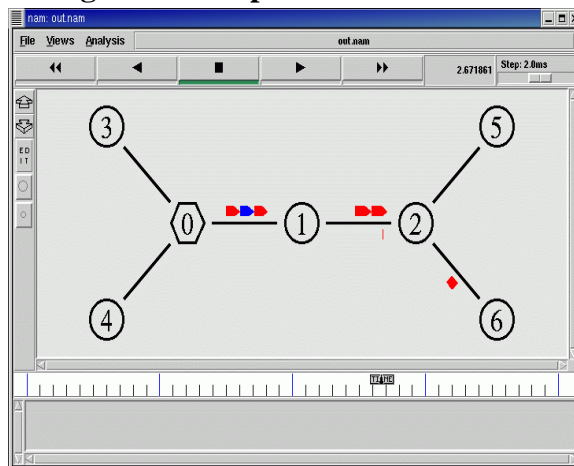 nam: out.nam
File Views Analysis out.nam
2.671861 Step: 2.0ms
ED
IT
3 5
0 1 2
4 6
TIME